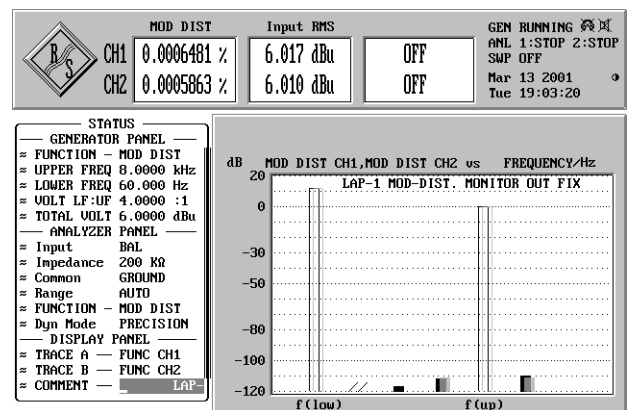 MOD DIST Input RMS
R S
CH1 0.0006481 % 6.017 dBu OFF
CH2 0.0005863 % 6.010 dBu OFF
GEN RUNNING
ANL 1:STOP 2:STOP
SWP OFF
Mar 13 2001
Tue 19:03:20
STATUS
GENERATOR PANEL
≈ FUNCTION — MOD DIST
≈ UPPER FREQ 8.0000 kHz
≈ LOWER FREQ 60.000 Hz
≈ VOLT LF:UF 4.0000 :1
≈ TOTAL VOLT 6.0000 dBu
ANALYZER PANEL
≈ Input BAL
≈ Impedance 200 KΩ
≈ Common GROUND
≈ Range AUTO
≈ FUNCTION — MOD DIST
≈ Dyn Mode PRECISION
DISPLAY PANEL
≈ TRACE A — FUNC CH1
≈ TRACE B — FUNC CH2
≈ COMMENT — LAP-
dB MOD DIST CH1,MOD DIST CH2 vs FREQUENCY/Hz
LAP-1 MOD-DIST. MONITOR OUT FIX
20
0
-30
-50
-80
-100
-120
f(low) f(up)